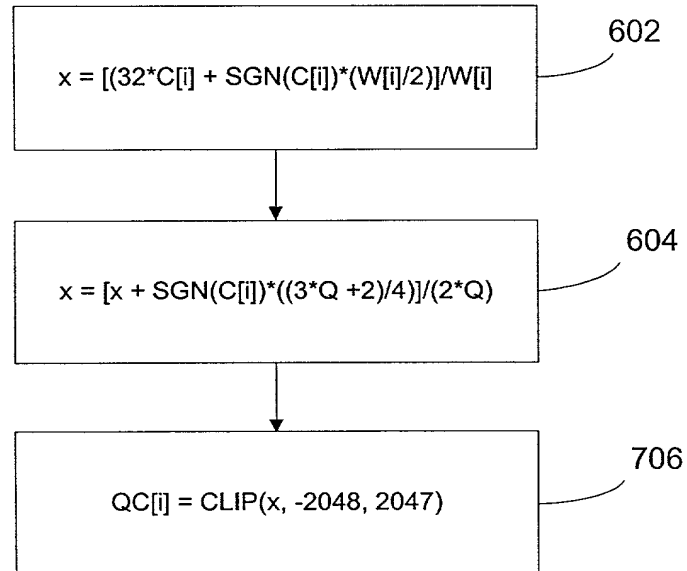 602
x = [(32*C[i] + SGN(C[i])*(W[i]/2)]/W[i]
604
x = [x + SGN(C[i])*((3*Q +2)/4)]/(2*Q)
706
QC[i] = CLIP(x, -2048, 2047)